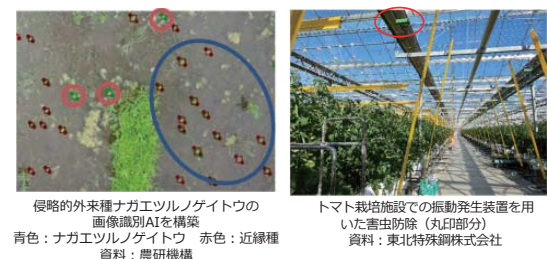 侵略的外来種ナガエツルノゲイトウの
画像識別AIを構築
青色：ナガエツルノゲイトウ　赤色：近縁種
資料：農研機構
トマト栽培施設での振動発生装置を用
いた害虫防除（丸印部分）
資料：東北特殊鋼株式会社